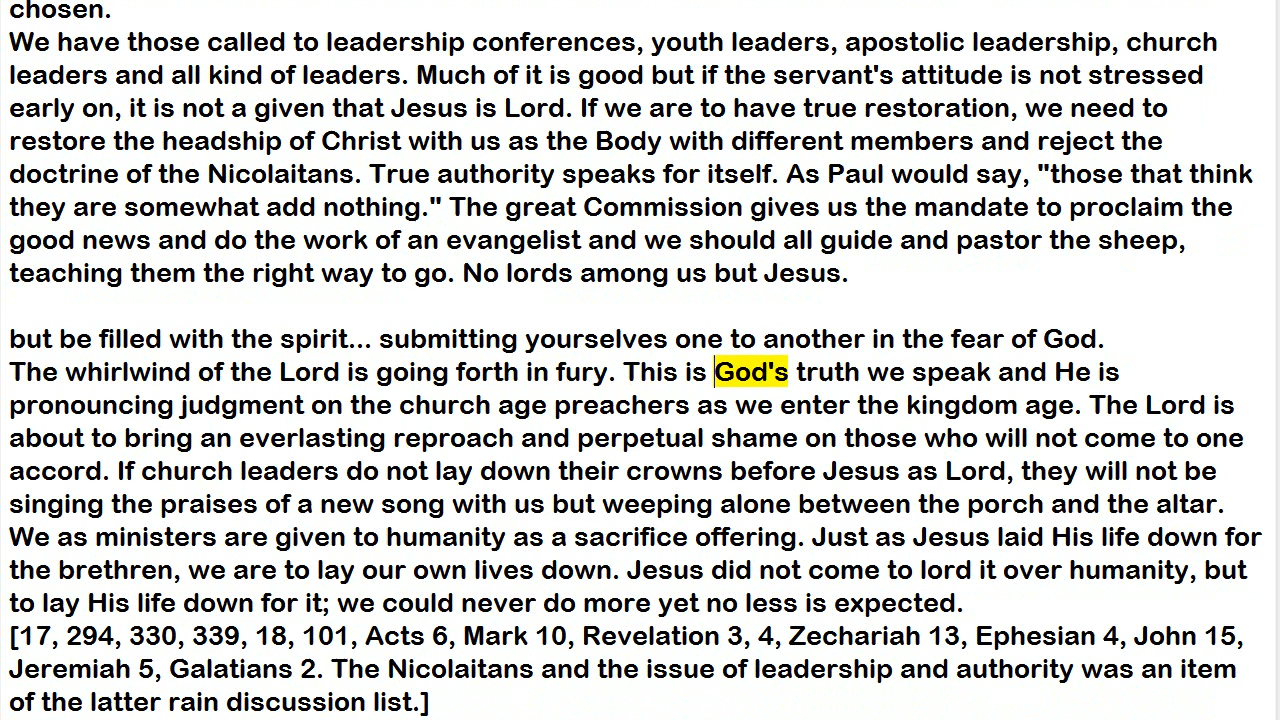 chosen.
We have those called to leadership conferences, youth leaders, apostolic leadership, church
leaders and all kind of leaders. Much of it is good but if the servant's attitude is not stressed
early on, it is not a given that Jesus is Lord. If we are to have true restoration, we need to
restore the headship of Christ with us as the Body with different members and reject the
doctrine of the Nicolaitans. True authority speaks for itself. As Paul would say, "those that think
they are somewhat add nothing." The great Commission gives us the mandate to proclaim the
good news and do the work of an evangelist and we should all guide and pastor the sheep,
teaching them the right way to go. No lords among us but Jesus.
but be filled with the spirit... submitting yourselves one to another in the fear of God.
The whirlwind of the Lord is going forth in fury. This is God's truth we speak and He is
pronouncing judgment on the church age preachers as we enter the kingdom age. The Lord is
about to bring an everlasting reproach and perpetual shame on those who will not come to one
accord. If church leaders do not lay down their crowns before Jesus as Lord, they will not be
singing the praises of a new song with us but weeping alone between the porch and the altar.
We as ministers are given to humanity as a sacrifice offering. Just as Jesus laid His life down for
the brethren, we are to lay our own lives down. Jesus did not come to lord it over humanity, but
to lay His life down for it; we could never do more yet no less is expected.
[17, 294, 330, 339, 18, 101, Acts 6, Mark 10, Revelation 3, 4, Zechariah 13, Ephesian 4, John 15,
Jeremiah 5, Galatians 2. The Nicolaitans and the issue of leadership and authority was an item
of the latter rain discussion list.]